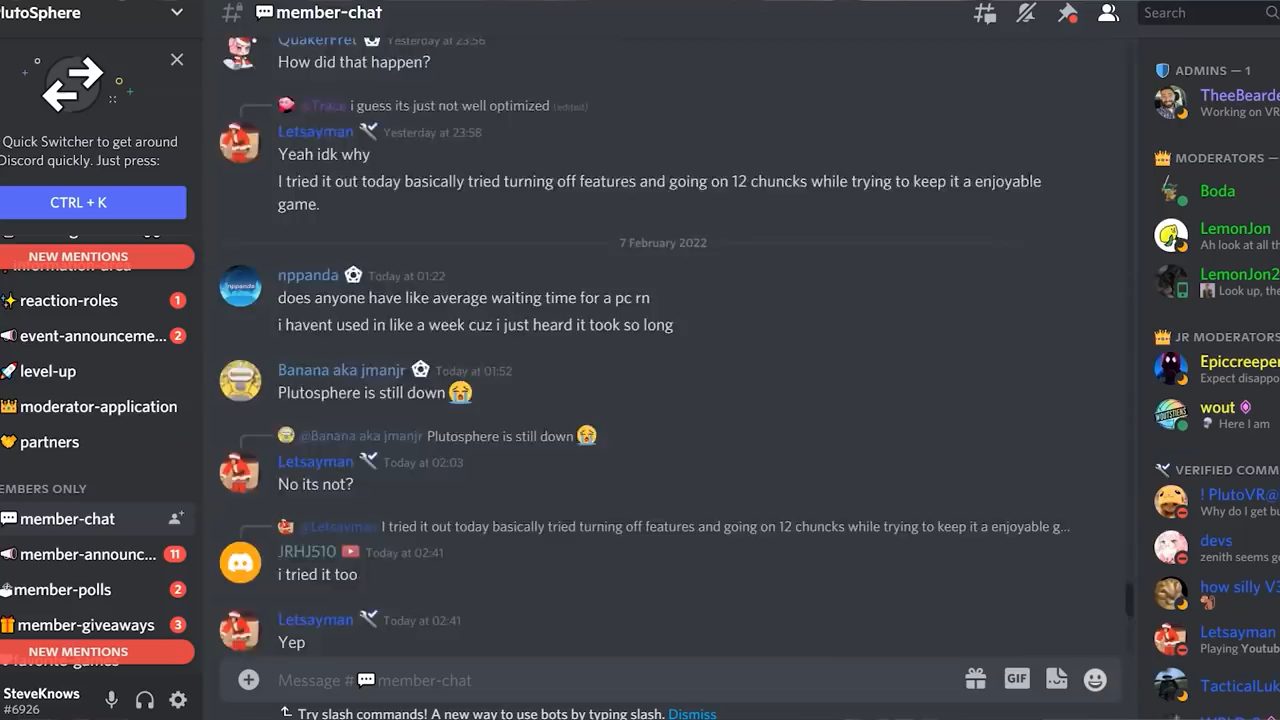 PlutoSphere
member-chat
Search
Quick Switcher to get around
Discord quickly. Just press:
CTRL + K
NEW MENTIONS
information-area
reaction-roles
1
event-announceme...
2
level-up
moderator-application
partners
EMBERS ONLY
member-chat
member-announc...
11
member-polls
2
member-giveaways
3
NEW MENTIONS
SteveKnows
#6926
QuakerFret Yesterday at 23:56
How did that happen?
@Trace i guess its just not well optimized (edited)
Letsayman Yesterday at 23:58
Yeah idk why
I tried it out today basically tried turning off features and going on 12 chuncks while trying to keep it a enjoyable
game.
7 February 2022
nppanda Today at 01:22
does anyone have like average waiting time for a pc rn
i havent used in like a week cuz i just heard it took so long
Banana aka jmanjr Today at 01:52
Plutosphere is still down
@Banana aka jmanjr Plutosphere is still down
Letsayman Today at 02:03
No its not?
@Letsayman I tried it out today basically tried turning off features and going on 12 chuncks while trying to keep it a enjoyable g...
JRHJ510 Today at 02:41
i tried it too
Letsayman Today at 02:41
Yep
Message # member-chat
GIF
Try slash commands! A new way to use bots by typing slash. Dismiss
ADMINS — 1
TheeBearde
Working on VR
MODERATORS —
Boda
LemonJon
Ah look at all th
LemonJon2
Look up, the
JR MODERATORS
Epiccreeper
Expect disappo
wout
Here I am
VERIFIED COMM
! PlutoVR@
Why do I get bu
devs
zenith seems go
how silly V3
Letsayman
Playing Youtub
TacticalLuk